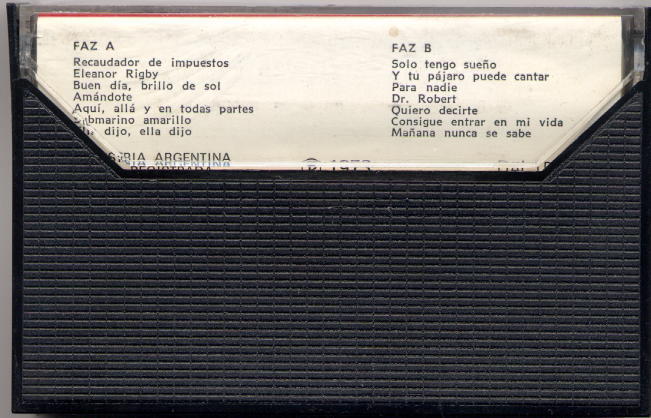 FAZ A
Recaudador de impuestos
Eleanor Rigby
Buen día, brillo de sol
Amándote
Aquí, allá y en todas partes
amarillo
dijo, ella dijo
ARGENTINA
FAZ B
Solo tengo sueño
Y tu pájaro puede cantar
Para nadie
Dr. Robert
Quiero decirte
Consigue entrar en mi vida
Mañana nunca se sabe